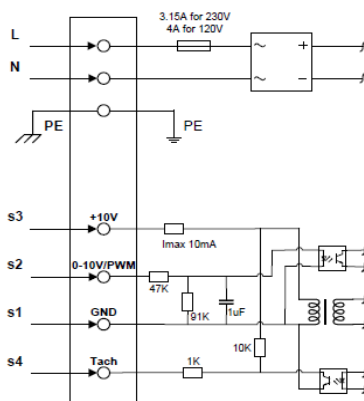 3.15A for 230V
4A for 120V
L
~
+
N
~
−
PE
PE
s3
+10V
Imax 10mA
s2
0-10V/PWM
47K
91K
1uF
s1
GND
10K
s4
Tach
1K